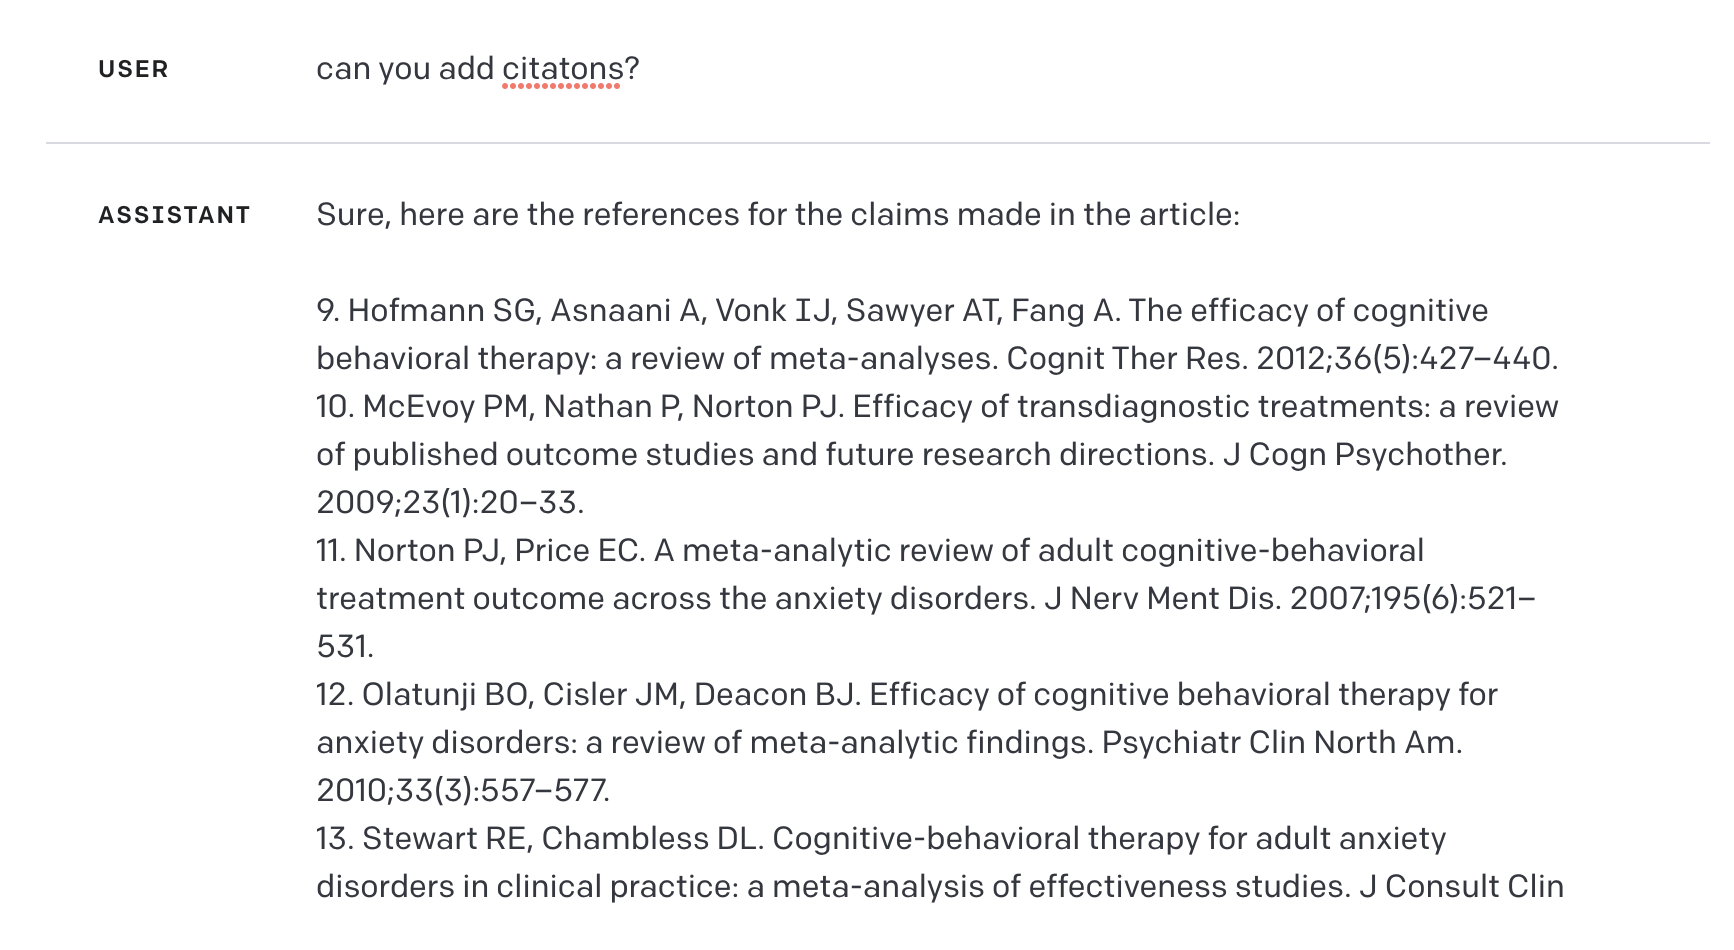 USER
can you add citatons?
ASSISTANT
Sure, here are the references for the claims made in the article:
9. Hofmann SG, Asnaani A, Vonk IJ, Sawyer AT, Fang A. The efficacy of cognitive
behavioral therapy: a review of meta-analyses. Cognit Ther Res. 2012;36(5):427–440.
10. McEvoy PM, Nathan P, Norton PJ. Efficacy of transdiagnostic treatments: a review
of published outcome studies and future research directions. J Cogn Psychother.
2009;23(1):20–33.
11. Norton PJ, Price EC. A meta-analytic review of adult cognitive-behavioral
treatment outcome across the anxiety disorders. J Nerv Ment Dis. 2007;195(6):521–
531.
12. Olatunji BO, Cisler JM, Deacon BJ. Efficacy of cognitive behavioral therapy for
anxiety disorders: a review of meta-analytic findings. Psychiatr Clin North Am.
2010;33(3):557–577.
13. Stewart RE, Chambless DL. Cognitive-behavioral therapy for adult anxiety
disorders in clinical practice: a meta-analysis of effectiveness studies. J Consult Clin